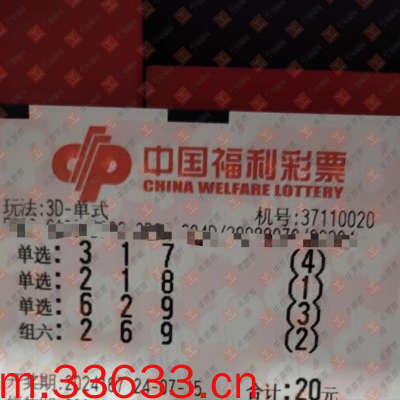 中国福利彩票
CHINA WELFARE LOTTERY
玩法:3D-单式 机号:37110020
单选: 3 1 7 (4)
单选: 2 1 8 (1)
单选: 6 2 9 (3)
组六: 2 6 9 (2)
合计:20元
m.33633.cn